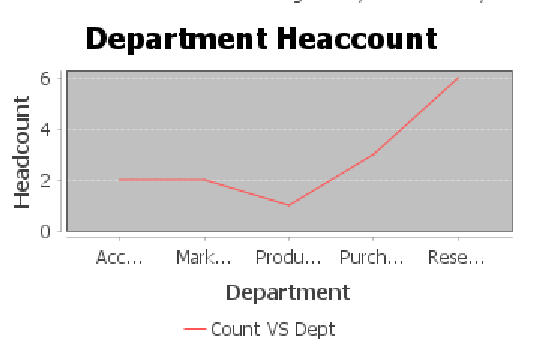 Department Heaccount
Headcount
6
4
2
0
Acc... Mark... Produ... Purch... Rese...
Department
Count VS Dept